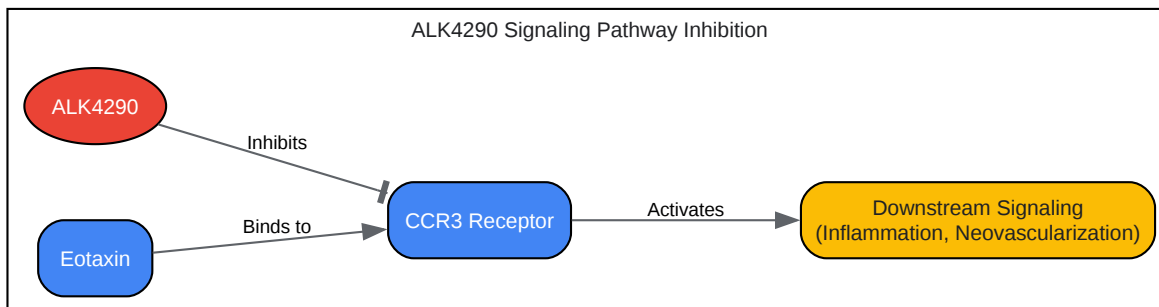 ALK4290 Signaling Pathway Inhibition
ALK4290
Inhibits
Eotaxin
Binds to
CCR3 Receptor
Activates
Downstream Signaling
(Inflammation, Neovascularization)